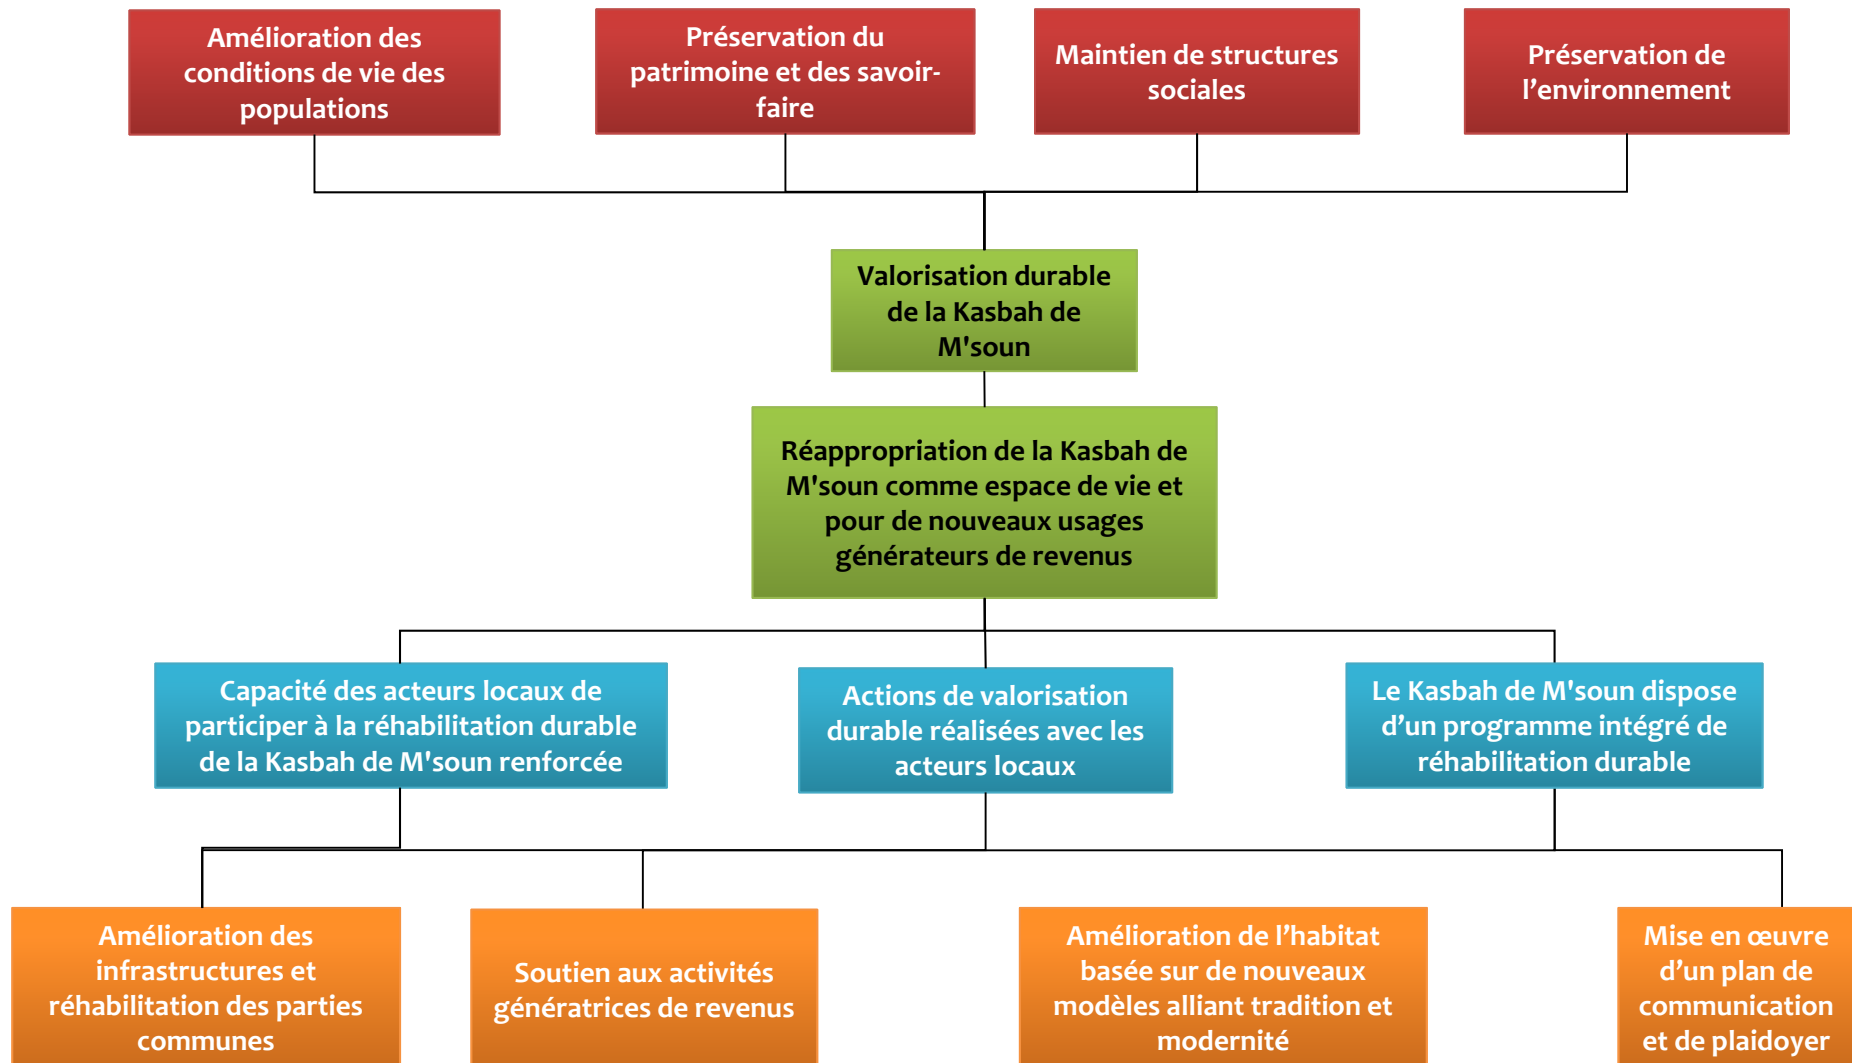 Amélioration des
conditions de vie des
populations
Préservation du
patrimoine et des savoir-
faire
Maintien de structures
sociales
Préservation de
l’environnement
Valorisation durable
de la Kasbah de
M'soun
Réappropriation de la Kasbah de
M'soun comme espace de vie et
pour de nouveaux usages
générateurs de revenus
Capacité des acteurs locaux de
participer à la réhabilitation durable
de la Kasbah de M'soun renforcée
Actions de valorisation
durable réalisées avec les
acteurs locaux
Le Kasbah de M'soun dispose
d’un programme intégré de
réhabilitation durable
Amélioration des
infrastructures et
réhabilitation des parties
communes
Soutien aux activités
génératrices de revenus
Amélioration de l’habitat
basée sur de nouveaux
modèles alliant tradition et
modernité
Mise en œuvre
d’un plan de
communication
et de plaidoyer